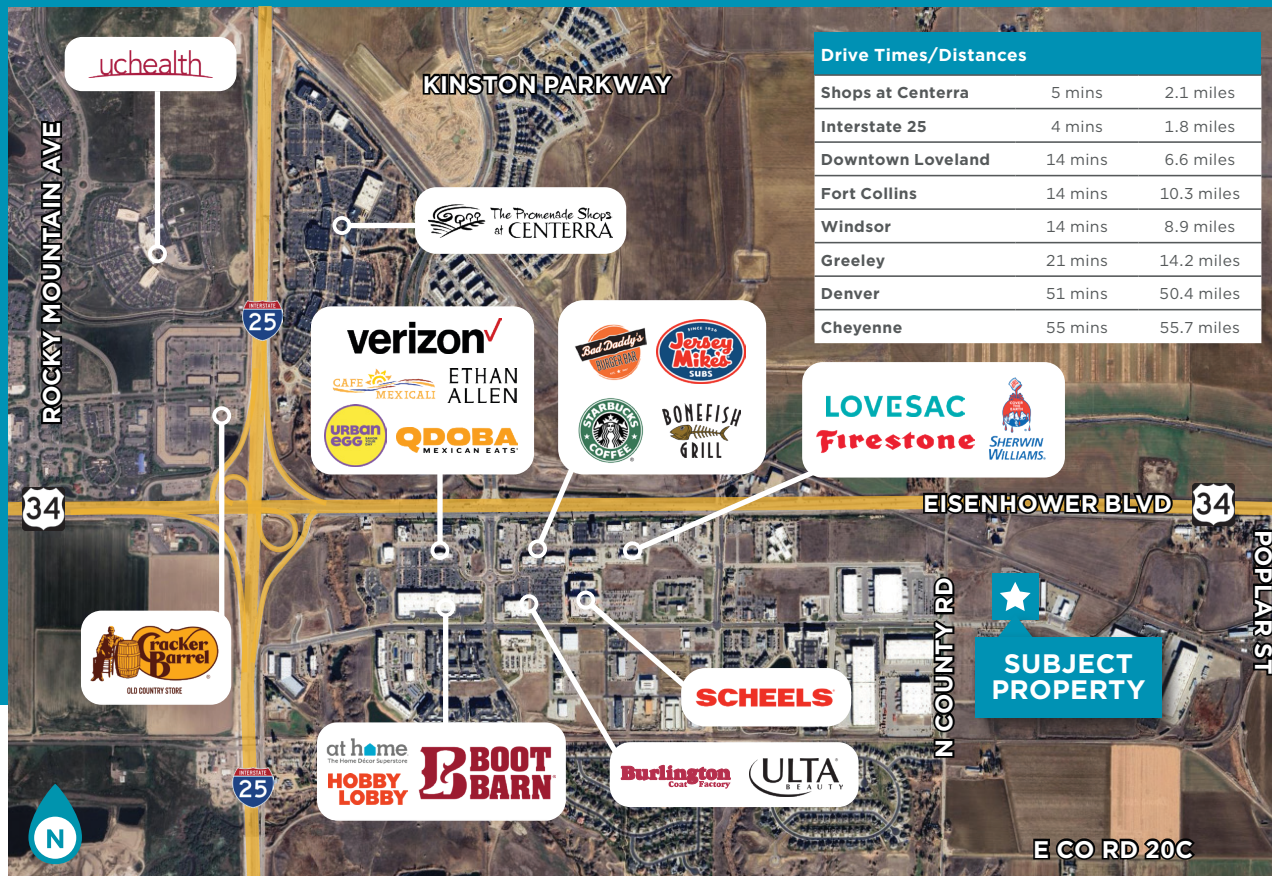 uchealth
KINSTON PARKWAY
ROCKY MOUNTAIN AVE
The Promenade Shops
at CENTERRA
Drive Times/Distances
Shops at Centerra 5 mins 2.1 miles
Interstate 25 4 mins 1.8 miles
Downtown Loveland 14 mins 6.6 miles
Fort Collins 14 mins 10.3 miles
Windsor 14 mins 8.9 miles
Greeley 21 mins 14.2 miles
Denver 51 mins 50.4 miles
Cheyenne 55 mins 55.7 miles
INTERSTATE
25
verizon
CAFE
MEXICALI
ETHAN
ALLEN
URBAN
egg
QDOBA
MEXICAN EATS
Bad Daddy's
BURGER BAR
SINCE 1956
Jersey
Mike's
SUBS
STARBUCKS
COFFEE
BONEFISH
GRILL
LOVESAC
Firestone
COVER
THE
EARTH
SHERWIN
WILLIAMS.
34
EISENHOWER BLVD
34
POPLAR ST
N COUNTY RD
SUBJECT
PROPERTY
Cracker
Barrel
OLD COUNTRY STORE
SCHEELS
at home
The Home Décor Superstore
HOBBY
LOBBY
B BOOT
BARN
Burlington
Coat Factory
ULTA
BEAUTY
INTERSTATE
25
N
E CO RD 20C